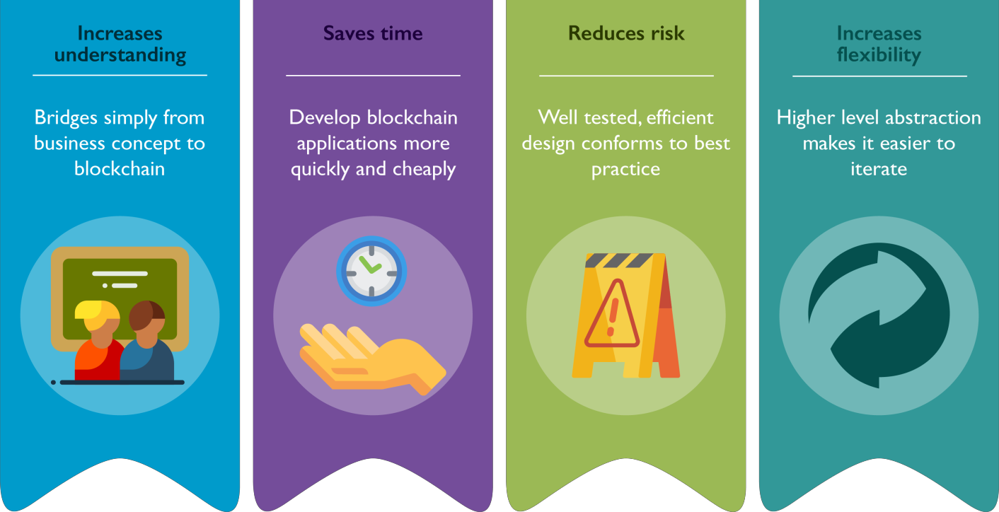 Increases
understanding
Bridges simply from
business concept to
blockchain
Saves time
Develop blockchain
applications more
quickly and cheaply
Reduces risk
Well tested, efficient
design conforms to best
practice
Increases
flexibility
Higher level abstraction
makes it easier to
iterate